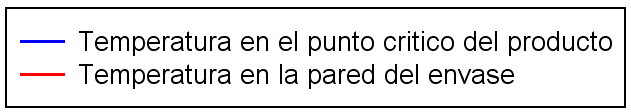 Temperatura en el punto critico del producto
Temperatura en la pared del envase